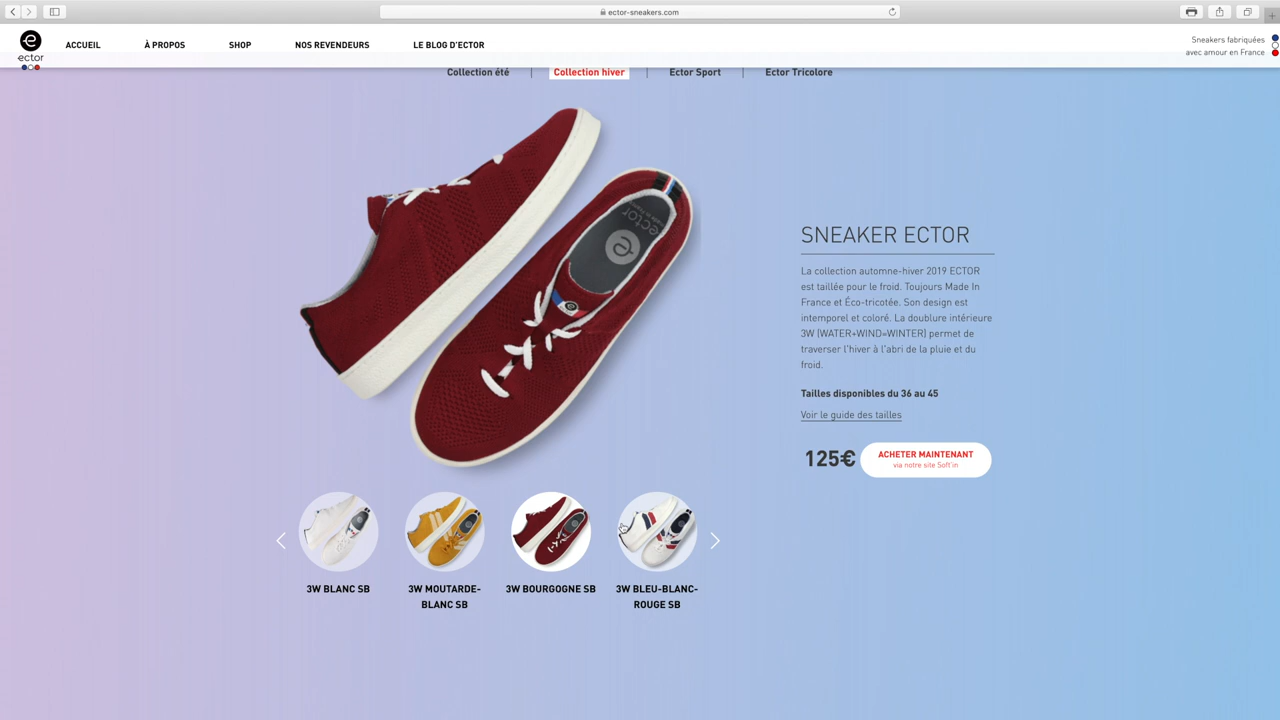 ector-sneakers.com
ector
ACCUEIL
À PROPOS
SHOP
NOS REVENDEURS
LE BLOG D'ECTOR
Sneakers fabriquées
avec amour en France
Collection été
Collection hiver
Ector Sport
Ector Tricolore
ector
SNEAKER ECTOR
La collection automne-hiver 2019 ECTOR
est taillée pour le froid. Toujours Made In
France et Éco-tricotée. Son design est
intemporel et coloré. La doublure intérieure
3W (WATER+WIND=WINTER) permet de
traverser l'hiver à l'abri de la pluie et du
froid.
Tailles disponibles du 36 au 45
Voir le guide des tailles
125€
ACHETER MAINTENANT
via notre site Soft'in
3W BLANC SB
3W MOUTARDE-
BLANC SB
3W BOURGOGNE SB
3W BLEU-BLANC-
ROUGE SB